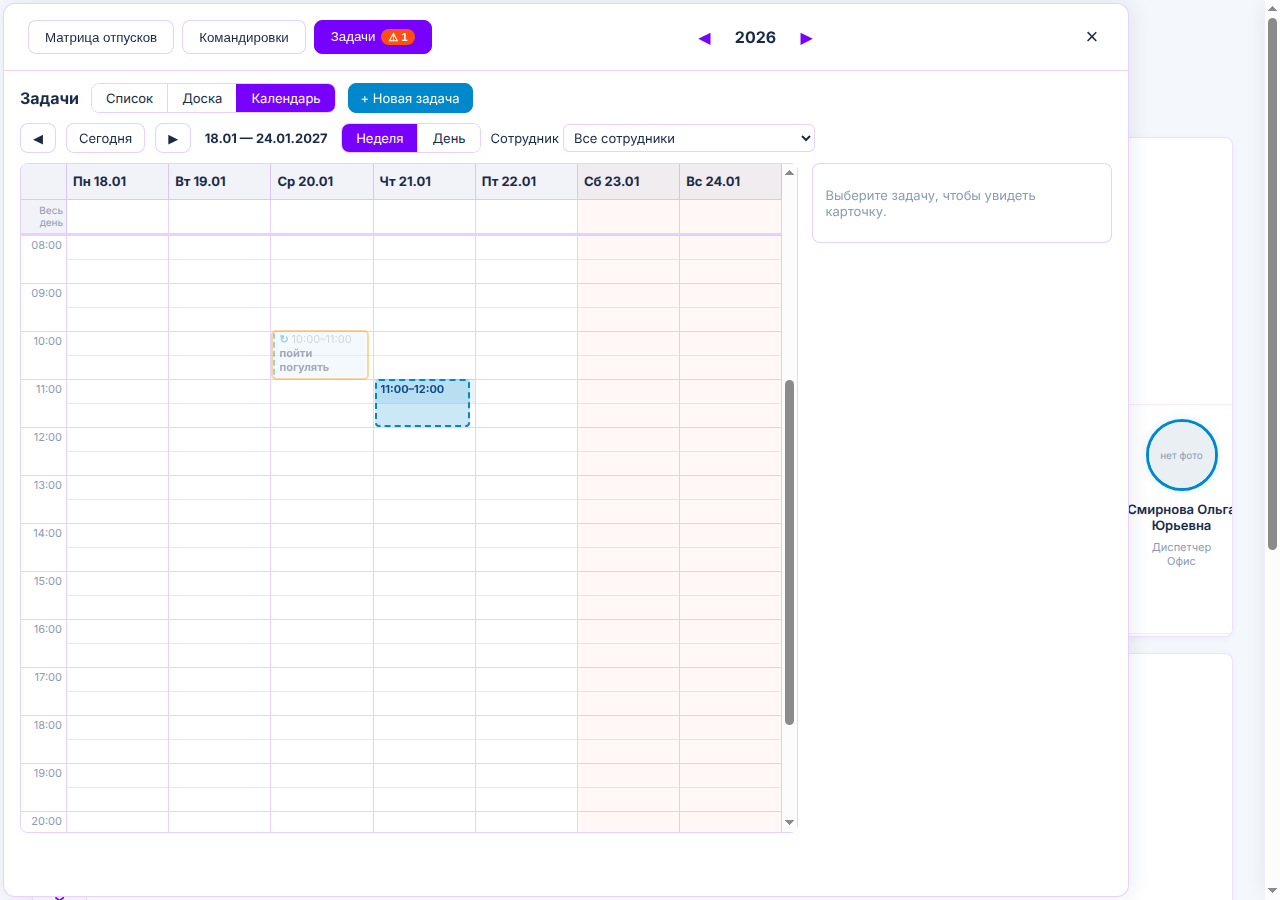 Матрица отпусков
Командировки
Задачи ⚠ 1
◀ 2026 ▶
×
Задачи
Список
Доска
Календарь
+ Новая задача
◀
Сегодня
▶
18.01 — 24.01.2027
Неделя
День
Сотрудник
Все сотрудники
Пн 18.01
Вт 19.01
Ср 20.01
Чт 21.01
Пт 22.01
Сб 23.01
Вс 24.01
Весь
день
08:00
09:00
10:00
11:00
12:00
13:00
14:00
15:00
16:00
17:00
18:00
19:00
20:00
↻ 10:00–11:00
пойти
погулять
11:00–12:00
Выберите задачу, чтобы увидеть
карточку.
нет фото
Смирнова Ольга
Юрьевна
Диспетчер
Офис